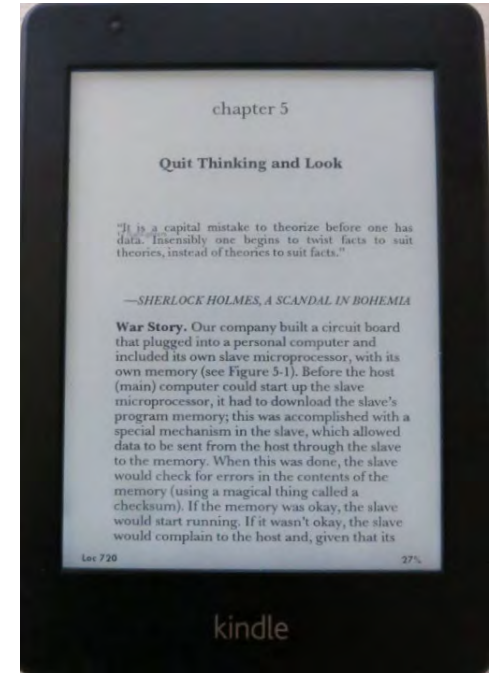 chapter 5
Quit Thinking and Look
"It is a capital mistake to theorize before one has
data. Insensibly one begins to twist facts to suit
theories, instead of theories to suit facts."
—SHERLOCK HOLMES, A SCANDAL IN BOHEMIA
War Story. Our company built a circuit board
that plugged into a personal computer and
included its own slave microprocessor, with its
own memory (see Figure 5-1). Before the host
(main) computer could start up the slave
microprocessor, it had to download the slave's
program memory; this was accomplished with a
special mechanism in the slave, which allowed
data to be sent from the host through the slave
to the memory. When this was done, the slave
would check for errors in the contents of the
memory (using a magical thing called a
checksum). If the memory was okay, the slave
would start running. If it wasn't okay, the slave
would complain to the host and, given that its
Loc 720 27%
kindle